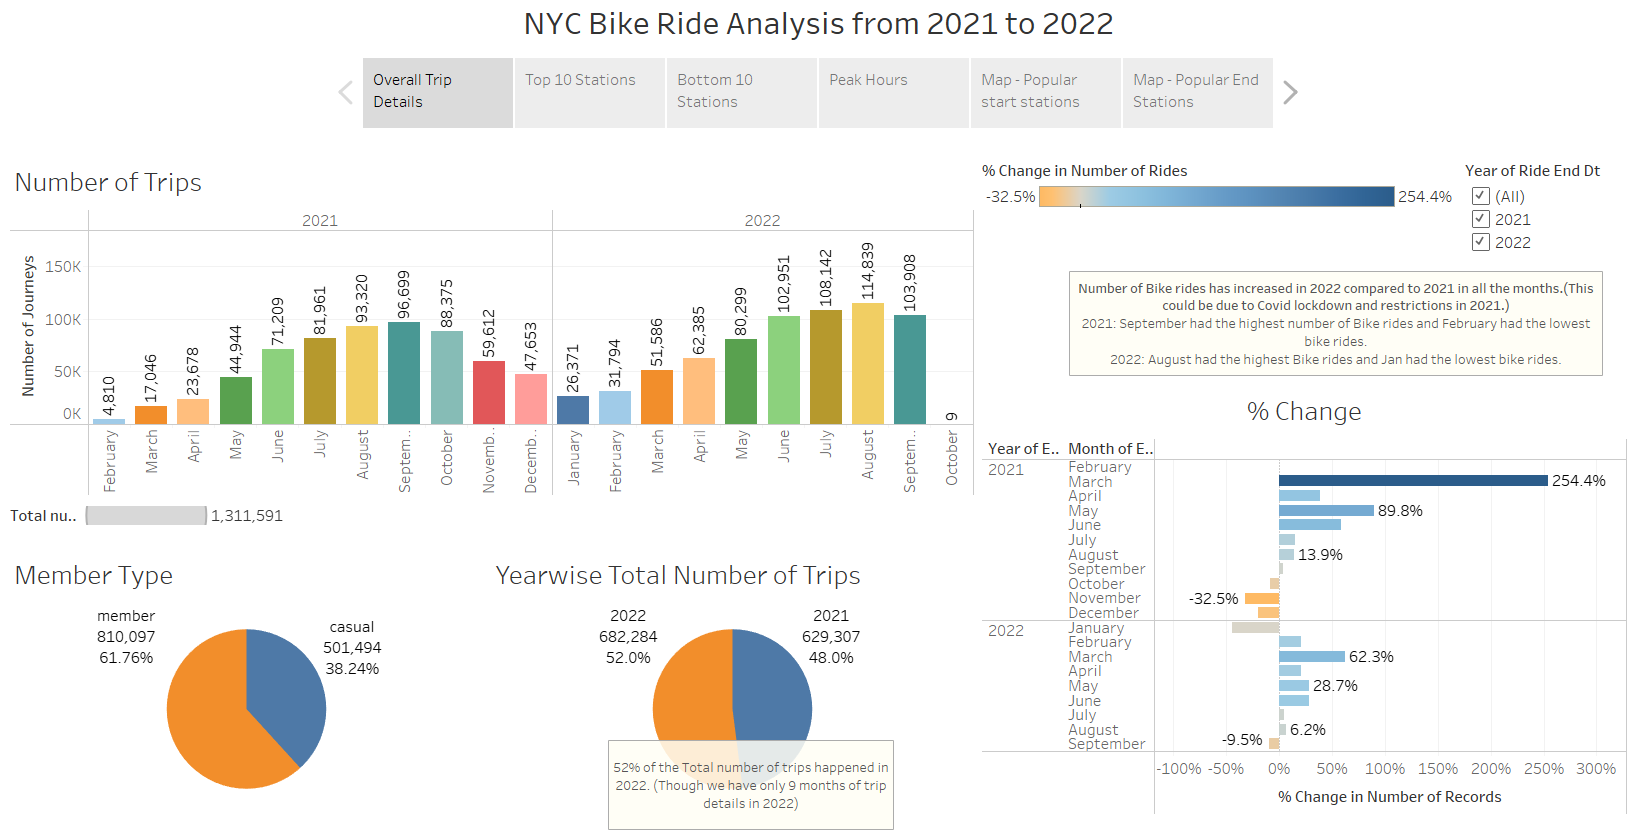 NYC Bike Ride Analysis from 2021 to 2022
Overall Trip
Details
Top 10 Stations
Bottom 10
Stations
Peak Hours
Map - Popular
start stations
Map - Popular End
Stations
Number of Trips
2021
2022
Number of Journeys
150K
100K
50K
0K
4,810
17,046
23,678
44,944
71,209
81,961
93,320
96,699
88,375
59,612
47,653
26,371
31,794
51,586
62,385
80,299
102,951
108,142
114,839
103,908
9
February
March
April
May
June
July
August
Septem..
October
Novemb..
Decemb..
January
February
March
April
May
June
July
August
Septem..
October
Total nu..
1,311,591
% Change in Number of Rides
-32.5%
254.4%
Year of Ride End Dt
(All)
2021
2022
Number of Bike rides has increased in 2022 compared to 2021 in all the months.(This
could be due to Covid lockdown and restrictions in 2021.)
2021: September had the highest number of Bike rides and February had the lowest
bike rides.
2022: August had the highest Bike rides and Jan had the lowest bike rides.
% Change
Year of E..
Month of E..
2021
February
March
254.4%
April
May
89.8%
June
July
August
13.9%
September
October
November
-32.5%
December
2022
January
February
March
62.3%
April
May
28.7%
June
July
August
6.2%
September
-9.5%
-100%
-50%
0%
50%
100%
150%
200%
250%
300%
% Change in Number of Records
Member Type
member
810,097
61.76%
casual
501,494
38.24%
Yearwise Total Number of Trips
2022
682,284
52.0%
2021
629,307
48.0%
52% of the Total number of trips happened in
2022. (Though we have only 9 months of trip
details in 2022)